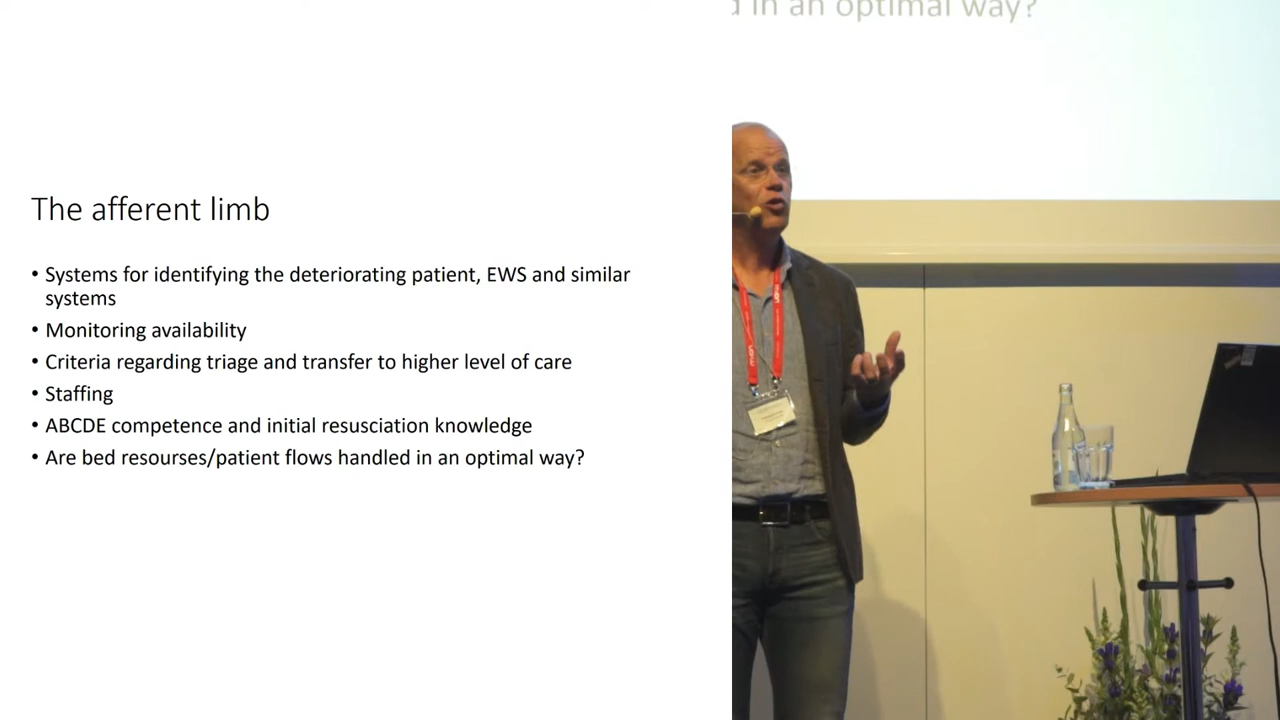 d in an optimal way?
The afferent limb
• Systems for identifying the deteriorating patient, EWS and similar
systems
• Monitoring availability
• Criteria regarding triage and transfer to higher level of care
• Staffing
• ABCDE competence and initial resusciation knowledge
• Are bed resourses/patient flows handled in an optimal way?